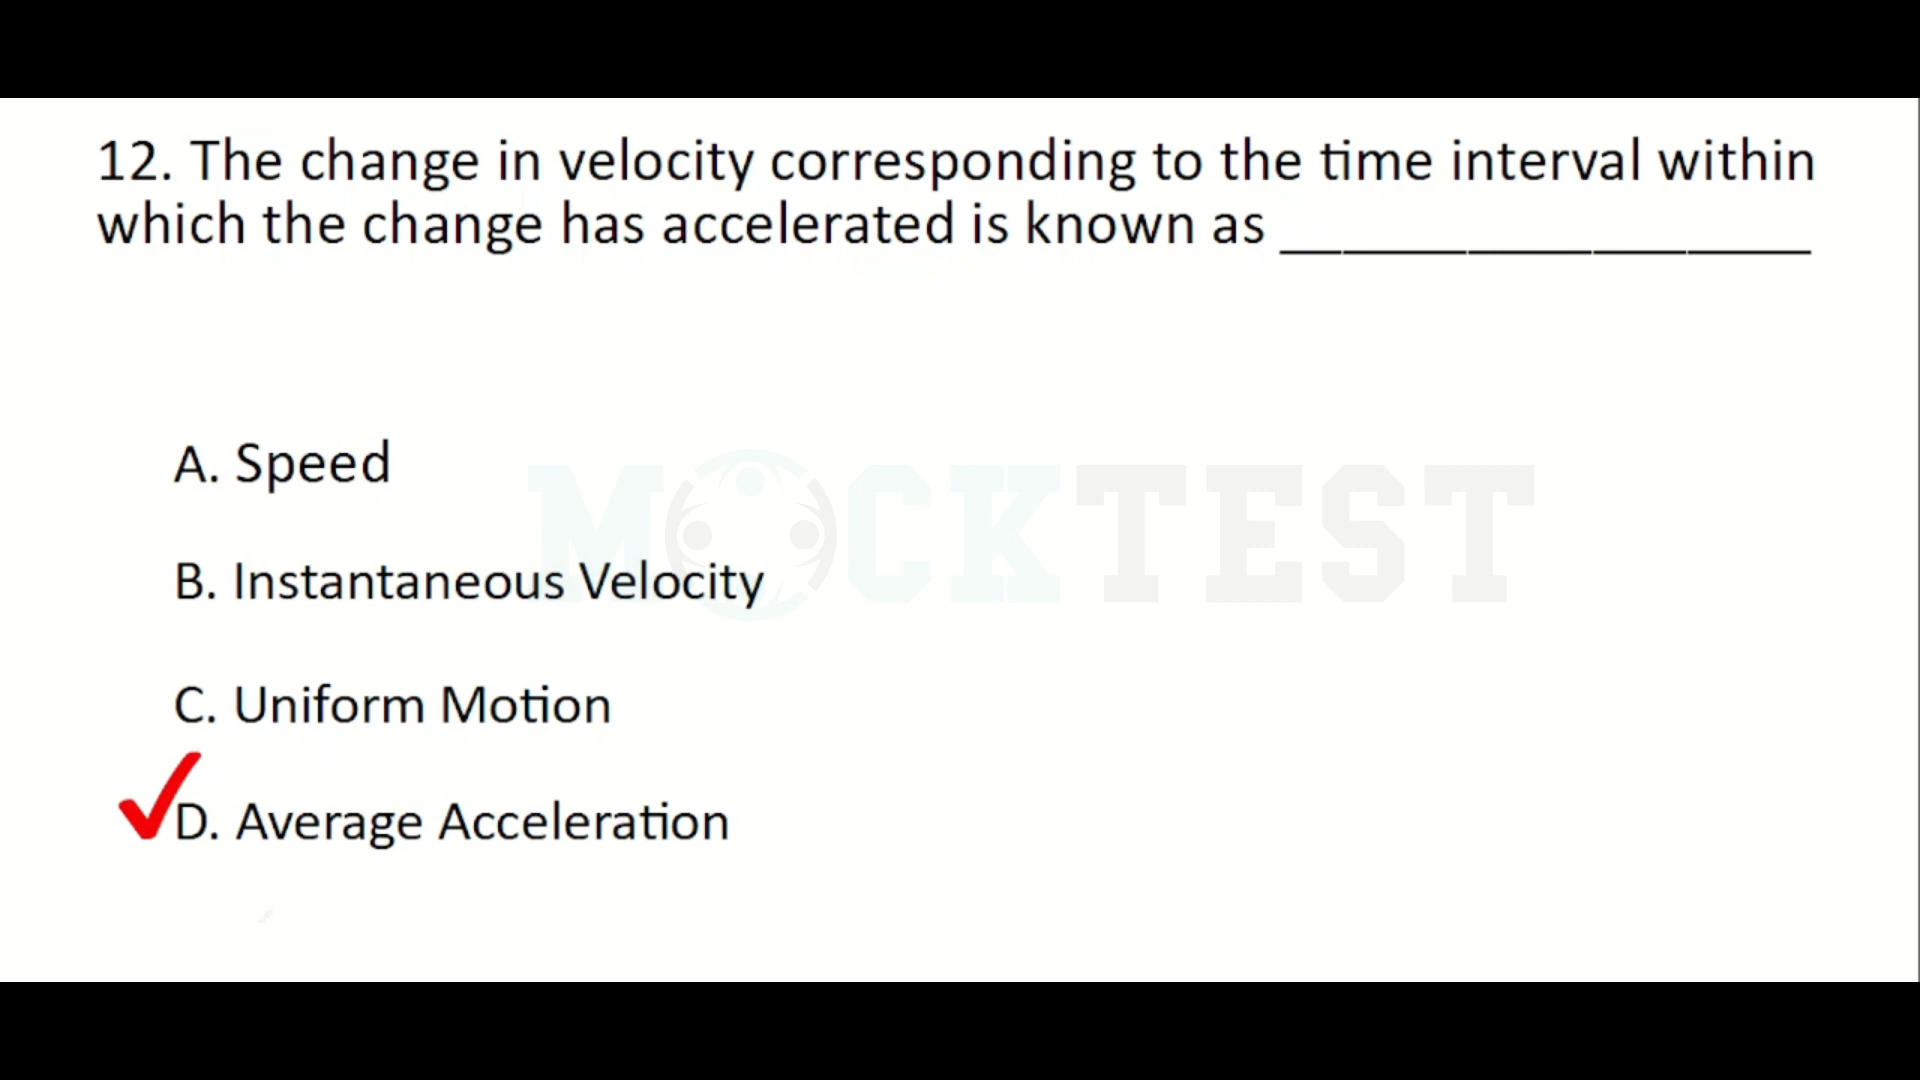 12. The change in velocity corresponding to the time interval within
which the change has accelerated is known as _________________
A. Speed
MOCKTEST
B. Instantaneous Velocity
C. Uniform Motion
D. Average Acceleration